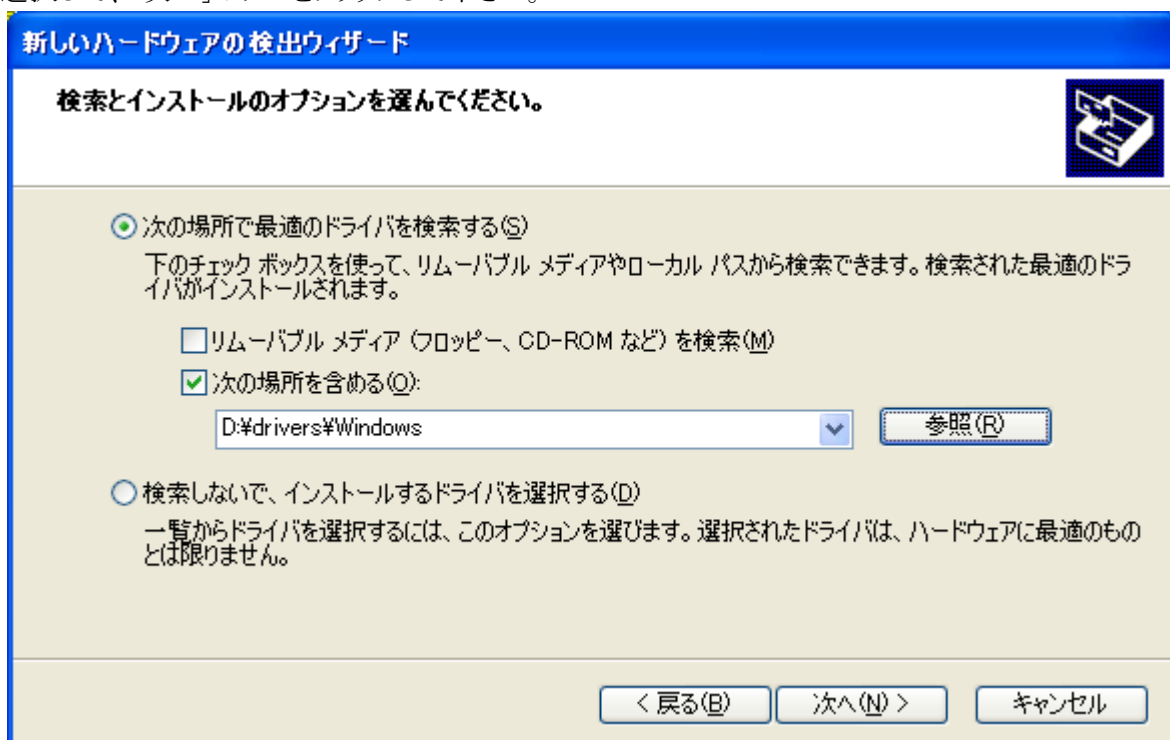 新しいハードウェアの検出ウィザード
検索とインストールのオプションを選んでください。
次の場所で最適のドライバを検索する(S)
下のチェック ボックスを使って、リムーバブル メディアやローカル パスから検索できます。検索された最適のドラ
イバがインストールされます。
リムーバブル メディア (フロッピー、CD-ROM など) を検索(M)
次の場所を含める(O):
D:¥drivers¥Windows
参照(R)
検索しないで、インストールするドライバを選択する(D)
一覧からドライバを選択するには、このオプションを選びます。選択されたドライバは、ハードウェアに最適のもの
とは限りません。
< 戻る(B)
次へ(N) >
キャンセル